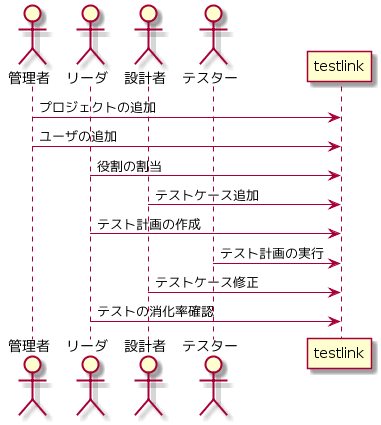 管理者 リーダ 設計者 テスター testlink
プロジェクトの追加
ユーザの追加
役割の割当
テストケース追加
テスト計画の作成
テスト計画の実行
テストケース修正
テストの消化率確認
管理者 リーダ 設計者 テスター testlink